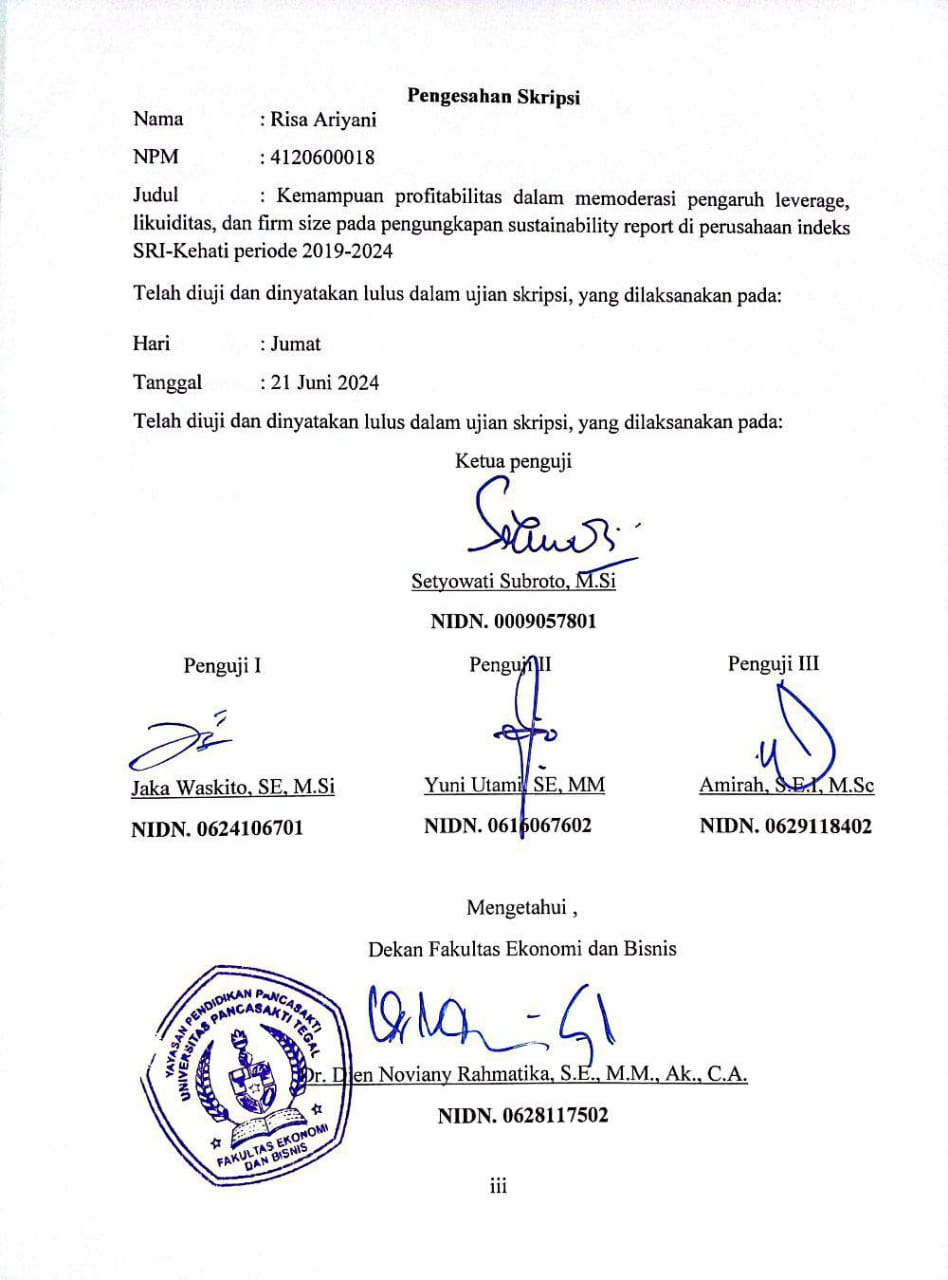 Pengesahan Skripsi
Nama : Risa Ariyani
NPM : 4120600018
Judul : Kemampuan profitabilitas dalam memoderasi pengaruh leverage,
likuiditas, dan firm size pada pengungkapan sustainability report di perusahaan indeks
SRI-Kehati periode 2019-2024
Telah diuji dan dinyatakan lulus dalam ujian skripsi, yang dilaksanakan pada:
Hari : Jumat
Tanggal : 21 Juni 2024
Telah diuji dan dinyatakan lulus dalam ujian skripsi, yang dilaksanakan pada:
Ketua penguji
Setyowati Subroto, M.Si
NIDN. 0009057801
Penguji I Penguji II Penguji III
Jaka Waskito, SE, M.Si Yuni Utami, SE, MM Amirah, S.E.I, M.Sc
NIDN. 0624106701 NIDN. 0616067602 NIDN. 0629118402
Mengetahui ,
Dekan Fakultas Ekonomi dan Bisnis
YAYASAN PENDIDIKAN PANCASAKTI
UNIVERSITAS PANCASAKTI TEGAL
Dr. Dien Noviany Rahmatika, S.E., M.M., Ak., C.A.
NIDN. 0628117502
FAKULTAS EKONOMI
DAN BISNIS
iii